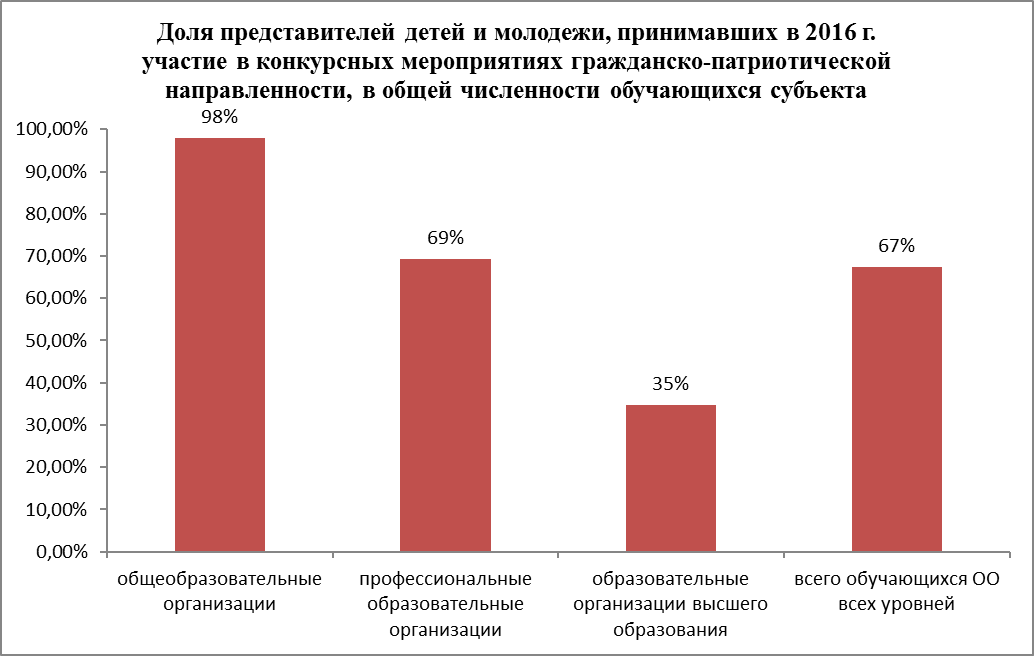 Доля представителей детей и молодежи, принимавших в 2016 г.
участие в конкурсных мероприятиях гражданско-патриотической
направленности, в общей численности обучающихся субъекта
100,00%
90,00%
80,00%
70,00%
60,00%
50,00%
40,00%
30,00%
20,00%
10,00%
0,00%
98%
69%
35%
67%
общеобразовательные
организации
профессиональные
образовательные
организации
образовательные
организации высшего
образования
всего обучающихся ОО
всех уровней